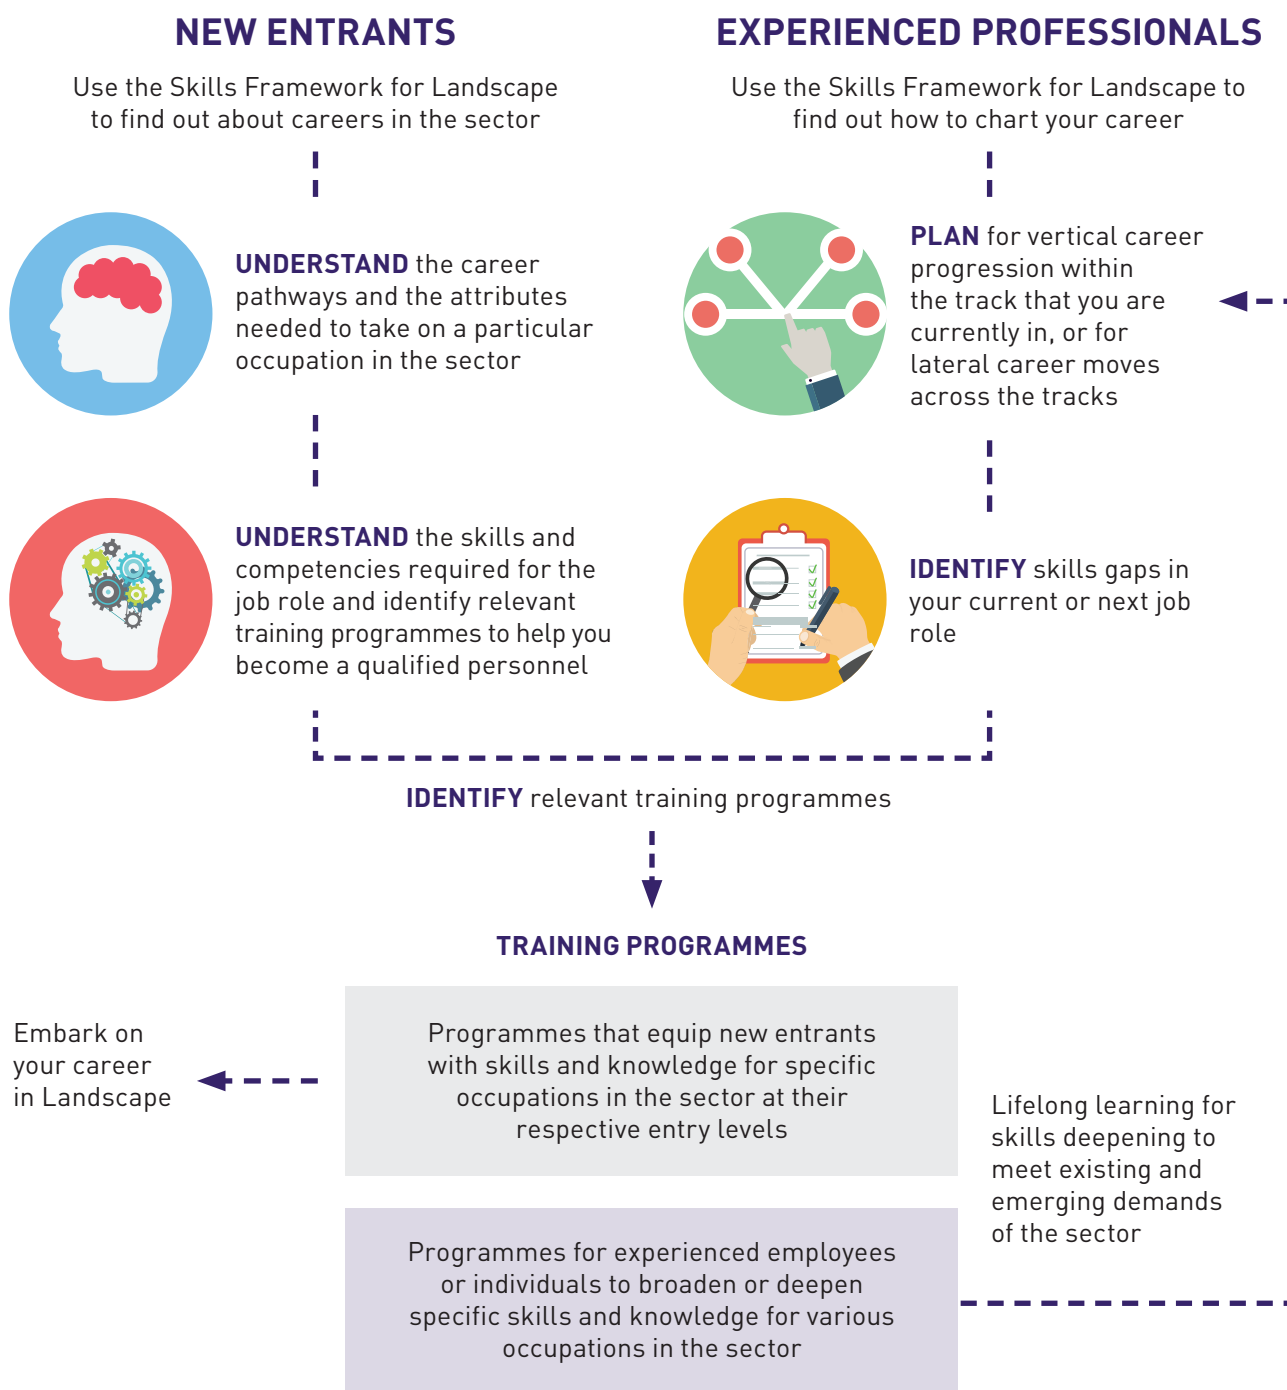 NEW ENTRANTS
Use the Skills Framework for Landscape
to find out about careers in the sector
UNDERSTAND the career
pathways and the attributes
needed to take on a particular
occupation in the sector
UNDERSTAND the skills and
competencies required for the
job role and identify relevant
training programmes to help you
become a qualified personnel
EXPERIENCED PROFESSIONALS
Use the Skills Framework for Landscape to
find out how to chart your career
PLAN for vertical career
progression within
the track that you are
currently in, or for
lateral career moves
across the tracks
IDENTIFY skills gaps in
your current or next job
role
IDENTIFY relevant training programmes
TRAINING PROGRAMMES
Embark on
your career
in Landscape
Programmes that equip new entrants
with skills and knowledge for specific
occupations in the sector at their
respective entry levels
Programmes for experienced employees
or individuals to broaden or deepen
specific skills and knowledge for various
occupations in the sector
Lifelong learning for
skills deepening to
meet existing and
emerging demands
of the sector